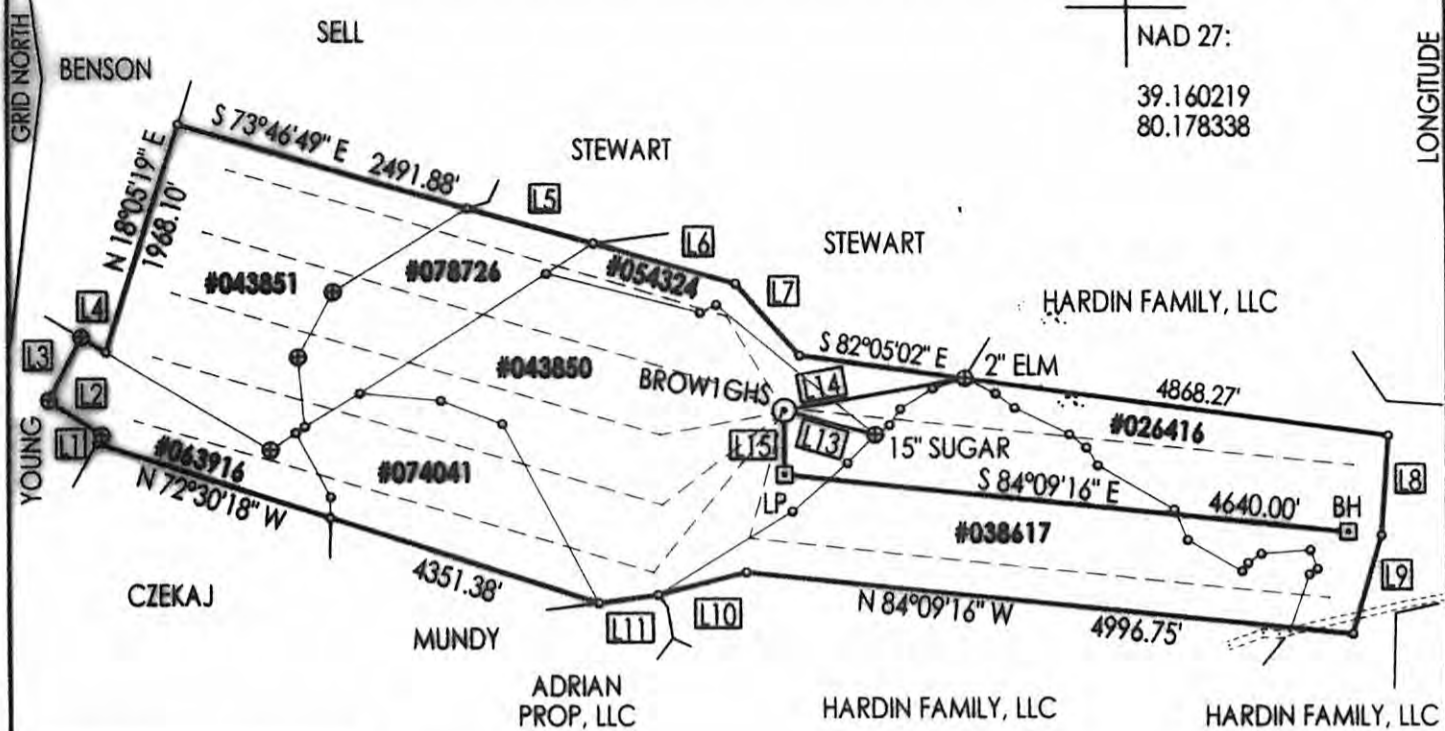 GRID NORTH
BENSON
SELL
NAD 27:
39.160219
80.178338
LONGITUDE
S 73°46'49" E 2491.88'
STEWART
N 18°05'19" E
1968.10'
L5
L6
STEWART
#043851
#078726
#054324
L7
HARDIN FAMILY, LLC
L4
S 82°05'02" E
2" ELM
L3
#043850
BROW1GHS
4868.27'
L2
#026416
L13
15" SUGAR
L15
L1
#063916
#074041
S 84°09'16" E
L8
YOUNG
N 72°30'18" W
LP
4640.00'
BH
#038617
4351.38'
L9
CZEKAJ
N 84°09'16" W
4996.75'
L10
L11
MUNDY
ADRIAN
PROP, LLC
HARDIN FAMILY, LLC
HARDIN FAMILY, LLC